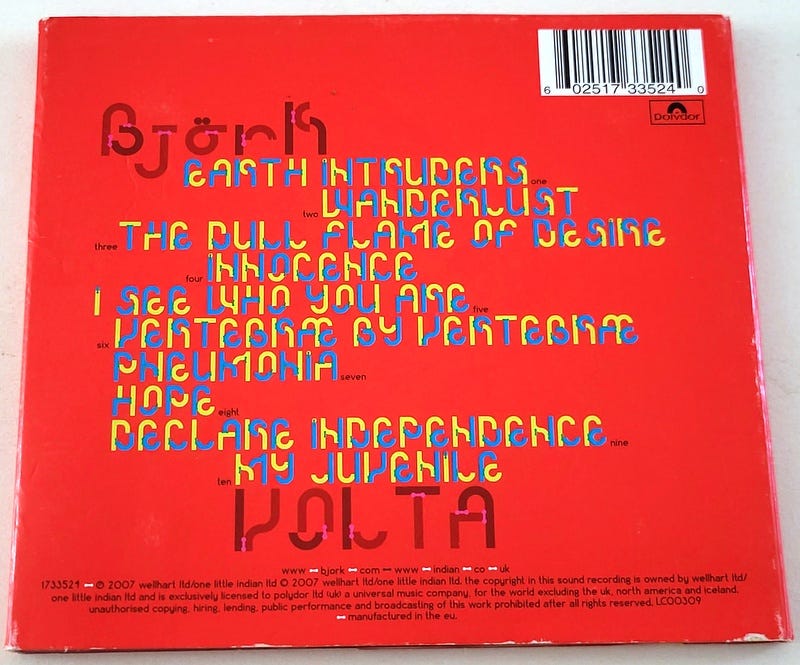 6 02517 33524 0
Polydor
Björk
EARTH INTRUDERS one
two WANDERLUST
three THE DULL FLAME OF DESIRE
four INNOCENCE
I SEE WHO YOU ARE five
six VERTEBRÆ BY VERTEBRÆ
PNEUMONIA seven
HOPE eight
DECLARE INDEPENDENCE nine
ten MY JUVENILE
VOLTA
www bjork com www indian co uk
1733524 ℗ 2007 wellhart ltd/one little indian ltd © 2007 wellhart ltd/one little indian ltd. the copyright in this sound recording is owned by wellhart ltd/
one little indian ltd and is exclusively licensed to polydor ltd (uk) a universal music company, for the world excluding the uk, north america and iceland.
unauthorised copying, hiring, lending, public performance and broadcasting of this work prohibited after all rights reserved. LC00309
manufactured in the eu.